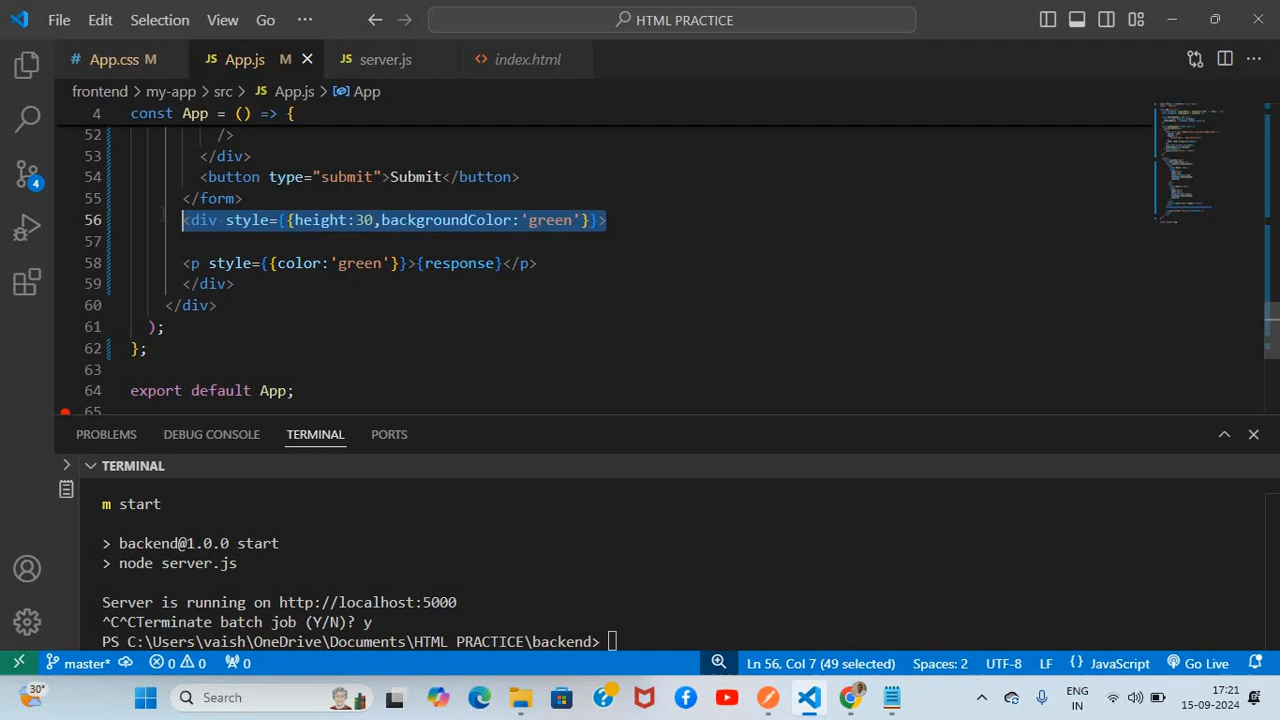 File Edit Selection View Go ··· HTML PRACTICE
# App.css M JS App.js M JS server.js <> index.html ···
frontend > my-app > src > JS App.js > App
4 const App = () => {
52 />
53 </div>
54 <button type="submit">Submit</button>
55 </form>
56 <div style={{height:30,backgroundColor:'green'}}>
57
58 <p style={{color:'green'}}>{response}</p>
59 </div>
60 </div>
61 );
62 };
63
64 export default App;
65
4
PROBLEMS DEBUG CONSOLE TERMINAL PORTS
TERMINAL
m start
> backend@1.0.0 start
> node server.js
Server is running on http://localhost:5000
^C^CTerminate batch job (Y/N)? y
PS C:\Users\vaish\OneDrive\Documents\HTML PRACTICE\backend>
master* 0 0 0 Ln 56, Col 7 (49 selected) Spaces: 2 UTF-8 LF {} JavaScript Go Live
30° Search ENG 17:21
IN 15-09-2024